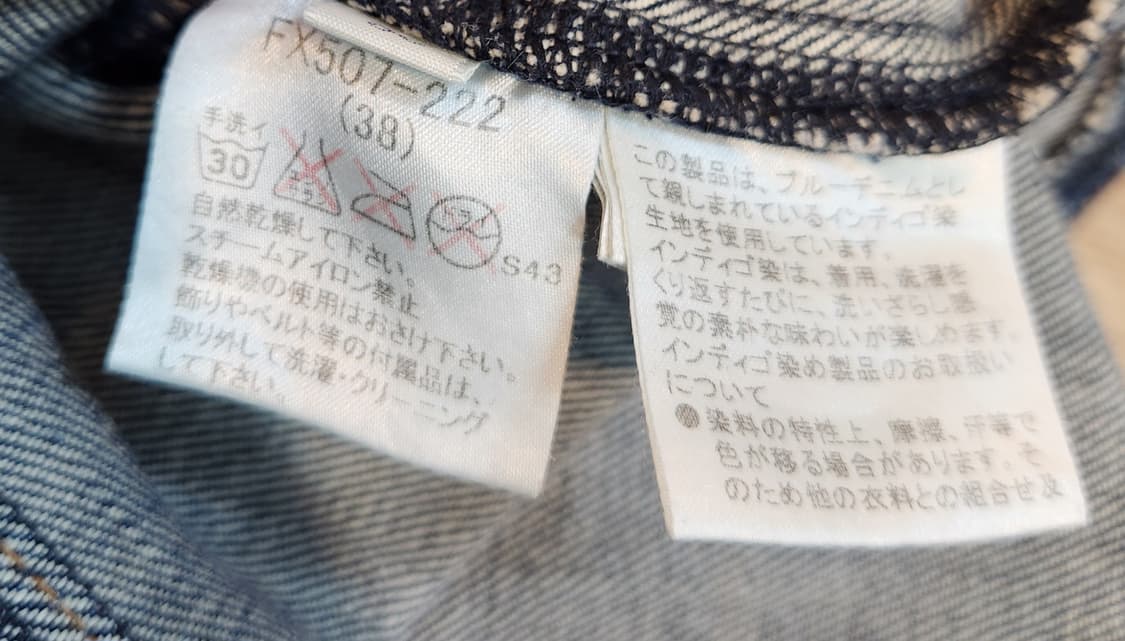 FX507-222
(38)
手洗イ
30
エンソサラシ
ドライ
S43
自然乾燥して下さい。
スチームアイロン禁止
乾燥機の使用はおさけ下さい。
飾りやベルト等の付属品は、
取り外して洗濯・クリーニング
して下さい。
この製品は、ブルーデニムとし
て親しまれているインディゴ染
生地を使用しています。
インディゴ染は、着用、洗濯を
くり返すたびに、洗いざらし感
覚の素朴な味わいが楽しめます。
インディゴ染め製品のお取扱い
について
●染料の特性上、摩擦、汗等で
色が移る場合があります。そ
のため他の衣料との組合せ及